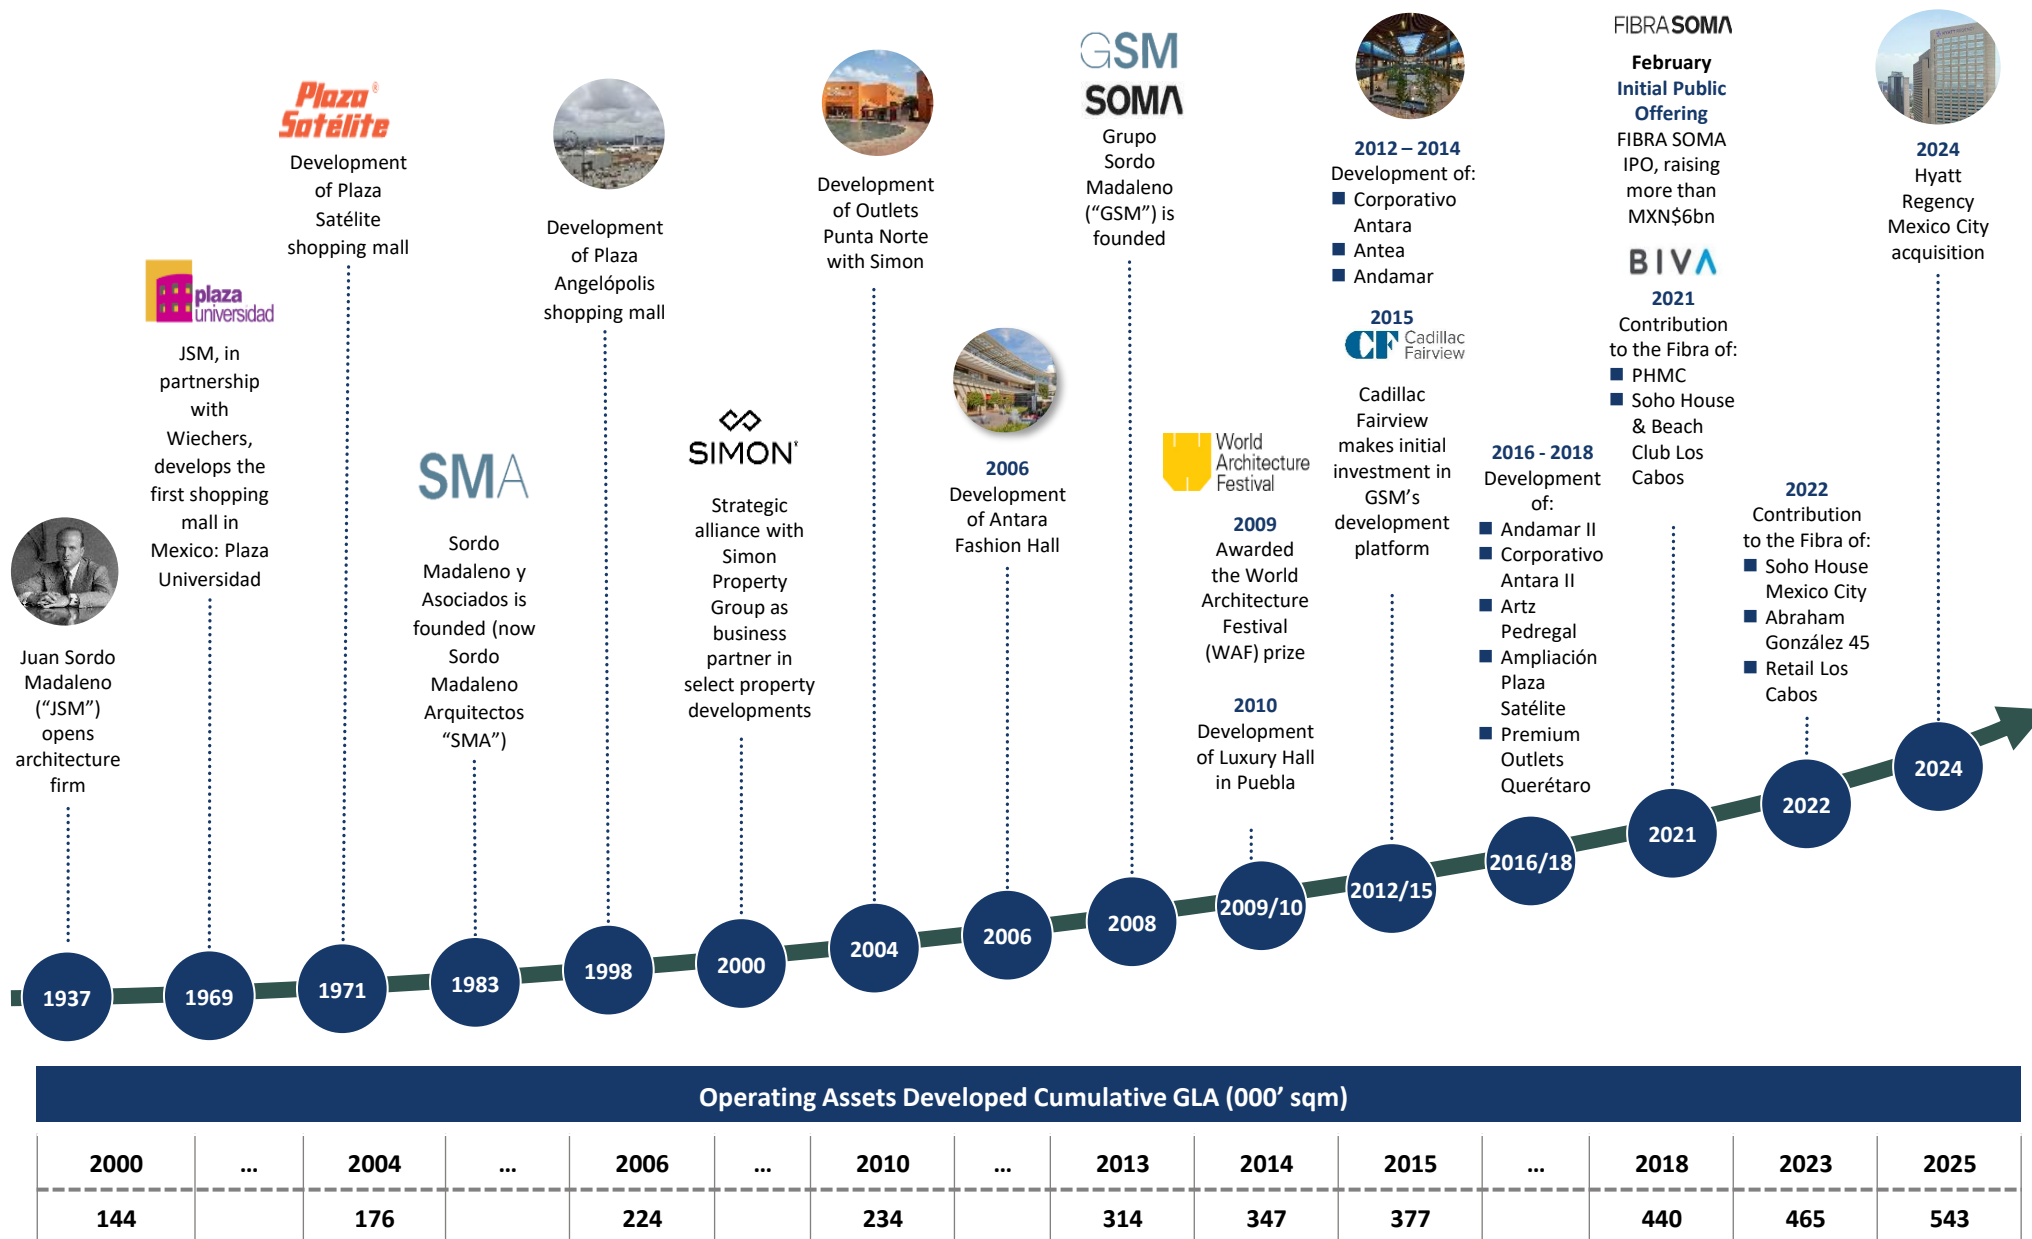 Juan Sordo
Madaleno
(“JSM”)
opens
architecture
firm
plaza
universidad
JSM, in
partnership
with
Wiechers,
develops the
first shopping
mall in
Mexico: Plaza
Universidad
Plaza®
Satélite
Development
of Plaza
Satélite
shopping mall
SMA
Sordo
Madaleno y
Asociados is
founded (now
Sordo
Madaleno
Arquitectos
“SMA”)
Development
of Plaza
Angelópolis
shopping mall
SIMON
Strategic
alliance with
Simon
Property
Group as
business
partner in
select property
developments
Development
of Outlets
Punta Norte
with Simon
2006
Development
of Antara
Fashion Hall
GSM
SOMA
Grupo
Sordo
Madaleno
(“GSM”) is
founded
World
Architecture
Festival
2009
Awarded
the World
Architecture
Festival
(WAF) prize
2010
Development
of Luxury Hall
in Puebla
2012 – 2014
Development of:
■ Corporativo
Antara
■ Antea
■ Andamar
2015
CF Cadillac
Fairview
Cadillac
Fairview
makes initial
investment in
GSM’s
development
platform
2016 - 2018
Development
of:
■ Andamar II
■ Corporativo
Antara II
■ Artz
Pedregal
■ Ampliación
Plaza
Satélite
■ Premium
Outlets
Querétaro
FIBRA SOMA
February
Initial Public
Offering
FIBRA SOMA
IPO, raising
more than
MXN$6bn
BIVA
2021
Contribution
to the Fibra of:
■ PHMC
■ Soho House
& Beach
Club Los
Cabos
2022
Contribution
to the Fibra of:
■ Soho House
Mexico City
■ Abraham
González 45
■ Retail Los
Cabos
2024
Hyatt
Regency
Mexico City
acquisition
1937
1969
1971
1983
1998
2000
2004
2006
2008
2009/10
2012/15
2016/18
2021
2022
2024
Operating Assets Developed Cumulative GLA (000’ sqm)
2000 ... 2004 ... 2006 ... 2010 ... 2013 2014 2015 ... 2018 2023 2025
144 176 224 234 314 347 377 440 465 543